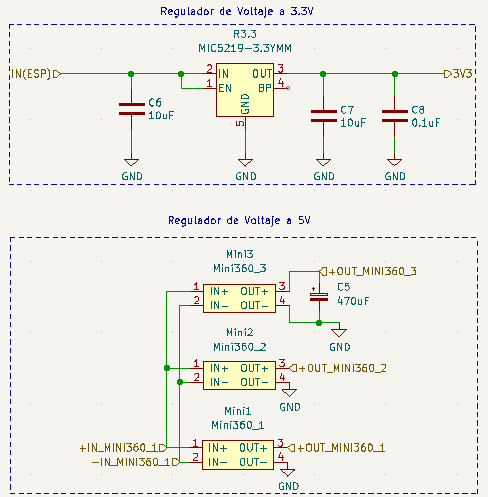 Regulador de Voltaje a 3.3V
R3.3
MIC5219-3.3YMM
IN(ESP)
2 IN OUT 3
1 EN BP 4
GND
5
3V3
C6
10uF
C7
10uF
C8
0.1uF
GND
GND
GND
GND
Regulador de Voltaje a 5V
Mini3
Mini360_3
1 IN+ OUT+ 3
2 IN- OUT- 4
+OUT_MINI360_3
+
C5
470uF
GND
Mini2
Mini360_2
1 IN+ OUT+ 3
2 IN- OUT- 4
+OUT_MINI360_2
GND
Mini1
Mini360_1
+IN_MINI360_1
-IN_MINI360_1
1 IN+ OUT+ 3
2 IN- OUT- 4
+OUT_MINI360_1
GND